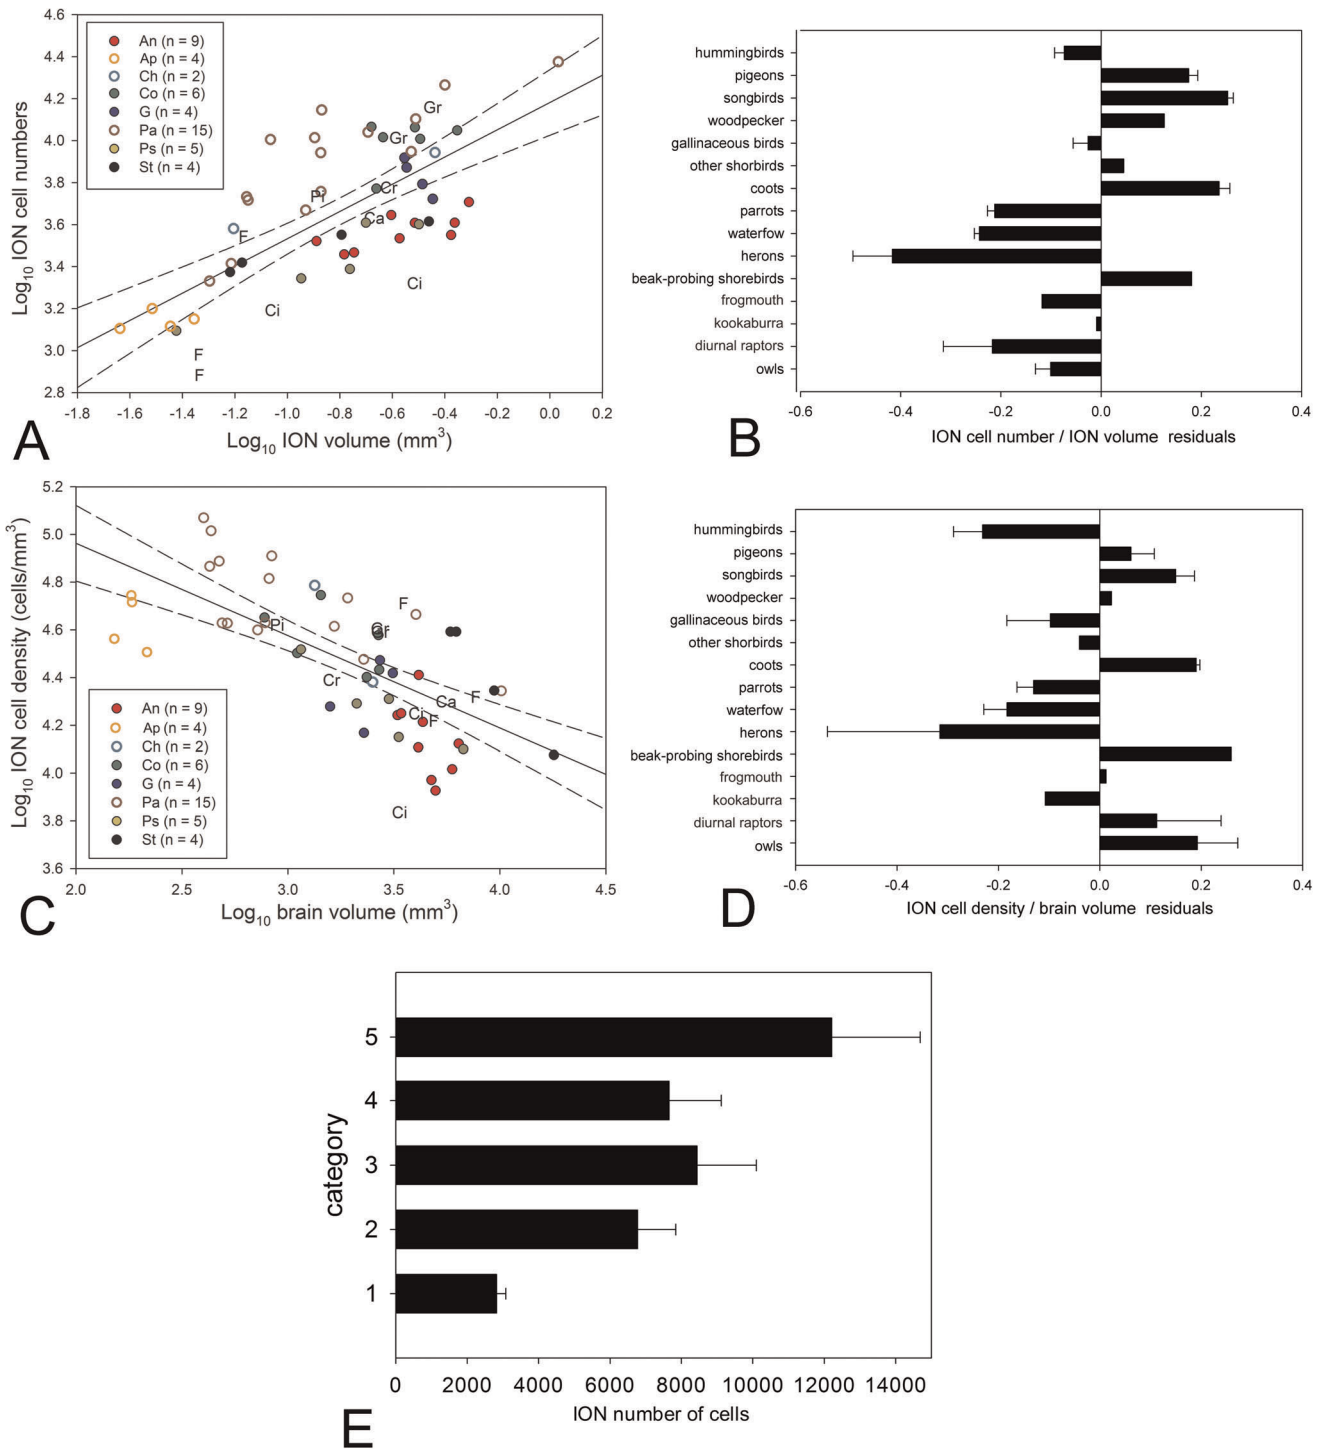 4.6
4.4
4.2
4.0
3.8
3.6
3.4
3.2
3.0
2.8
Log10 ION cell numbers
An (n = 9)
Ap (n = 4)
Ch (n = 2)
Co (n = 6)
G (n = 4)
Pa (n = 15)
Ps (n = 5)
St (n = 4)
Gr
Gr
Cr
Pi
Ca
F
Ci
Ci
F
F
-1.8 -1.6 -1.4 -1.2 -1.0 -0.8 -0.6 -0.4 -0.2 0.0 0.2
Log10 ION volume (mm3)
A
hummingbirds
pigeons
songbirds
woodpecker
gallinaceous birds
other shorbirds
coots
parrots
waterfow
herons
beak-probing shorebirds
frogmouth
kookaburra
diurnal raptors
owls
-0.6 -0.4 -0.2 0.0 0.2 0.4
ION cell number / ION volume residuals
B
5.2
5.0
4.8
4.6
4.4
4.2
4.0
3.8
3.6
Log10 ION cell density (cells/mm3)
F
Pi
Gr
Cr
Ca
F
Ci
F
Ci
An (n = 9)
Ap (n = 4)
Ch (n = 2)
Co (n = 6)
G (n = 4)
Pa (n = 15)
Ps (n = 5)
St (n = 4)
2.0 2.5 3.0 3.5 4.0 4.5
Log10 brain volume (mm3)
C
hummingbirds
pigeons
songbirds
woodpecker
gallinaceous birds
other shorbirds
coots
parrots
waterfow
herons
beak-probing shorebirds
frogmouth
kookaburra
diurnal raptors
owls
-0.6 -0.4 -0.2 0.0 0.2 0.4
ION cell density / brain volume residuals
D
category
5
4
3
2
1
0 2000 4000 6000 8000 10000 12000 14000
ION number of cells
E